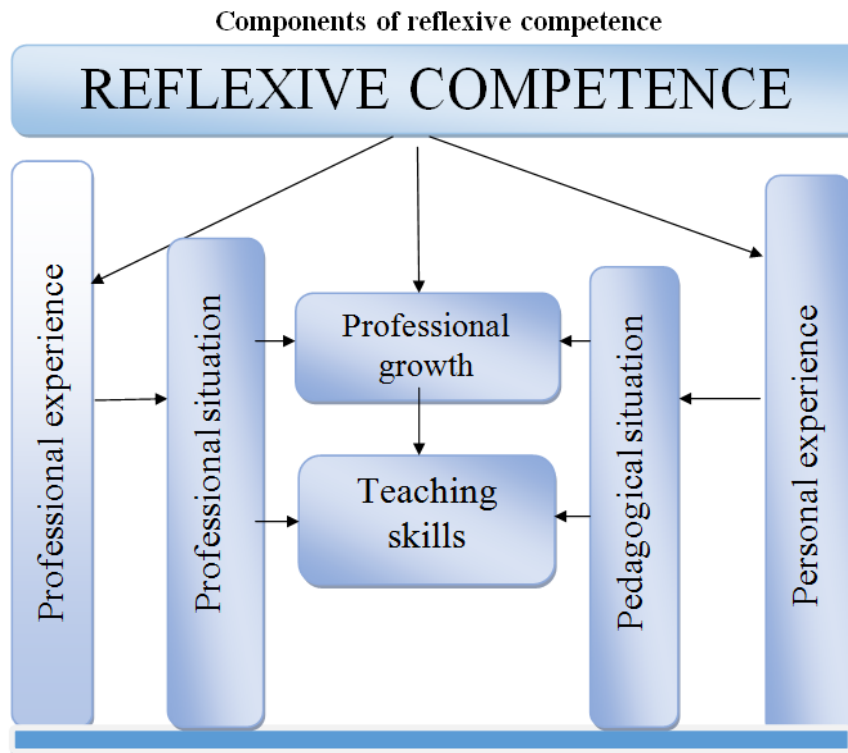 Components of reflexive competence
REFLEXIVE COMPETENCE
Professional experience
Professional situation
Professional
growth
Teaching
skills
Pedagogical situation
Personal experience